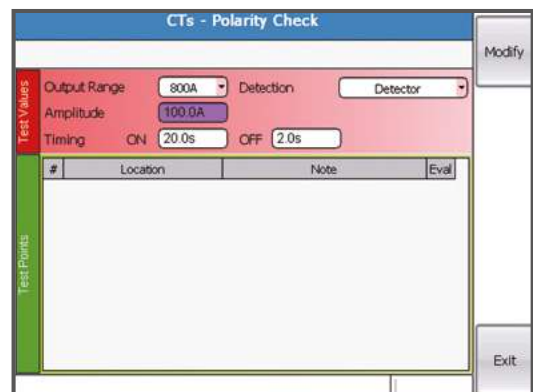 CTs - Polarity Check
Modify
Test Values
Output Range 800A Detection Detector
Amplitude 100.0A
Timing ON 20.0s OFF 2.0s
Test Points
# Location Note Eval
Exit